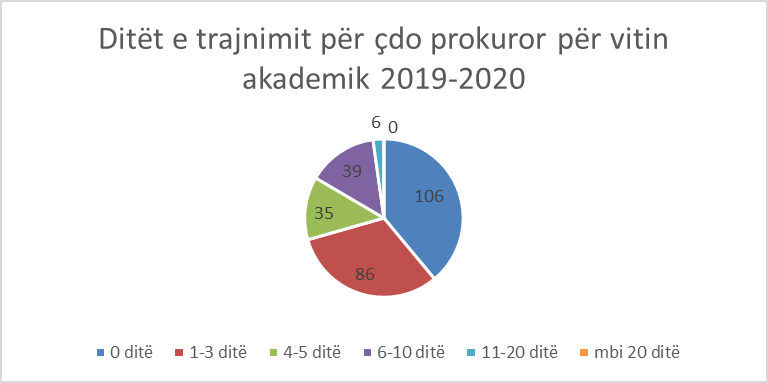 Ditët e trajnimit për çdo prokuror për vitin
akademik 2019-2020
6 0
39
106
35
86
0 ditë 1-3 ditë 4-5 ditë 6-10 ditë 11-20 ditë mbi 20 ditë